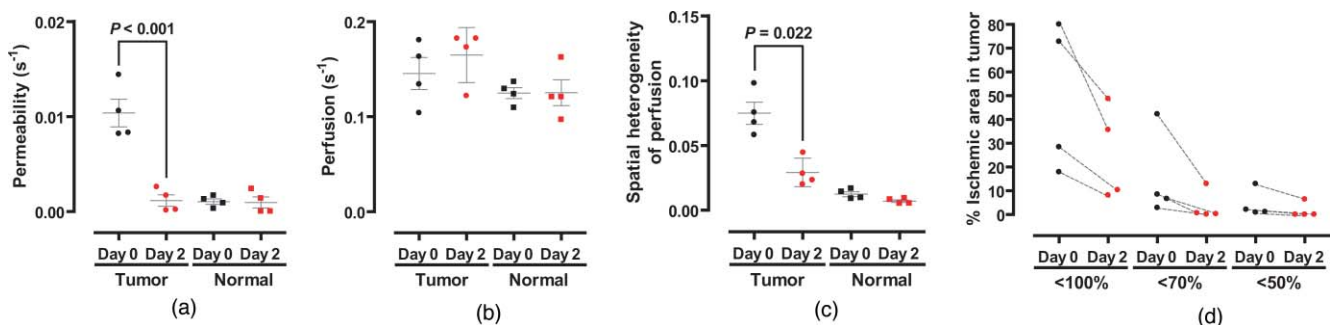 Permeability (s⁻¹)
0.02
0.01
0.00
P < 0.001
Day 0 Day 2 Day 0 Day 2
Tumor Normal
(a)
Perfusion (s⁻¹)
0.2
0.1
0.0
Day 0 Day 2 Day 0 Day 2
Tumor Normal
(b)
Spatial heterogeneity
of perfusion
0.15
0.10
0.05
0.00
P = 0.022
Day 0 Day 2 Day 0 Day 2
Tumor Normal
(c)
% Ischemic area in tumor
80
70
60
50
40
30
20
10
0
Day 0 Day 2 Day 0 Day 2 Day 0 Day 2
<100% <70% <50%
(d)